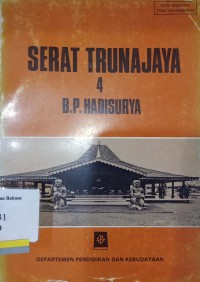 SERAT TRUNAJAYA
4
B.P. HADISURYA
DEPARTEMEN PENDIDIKAN DAN KEBUDAYAAN